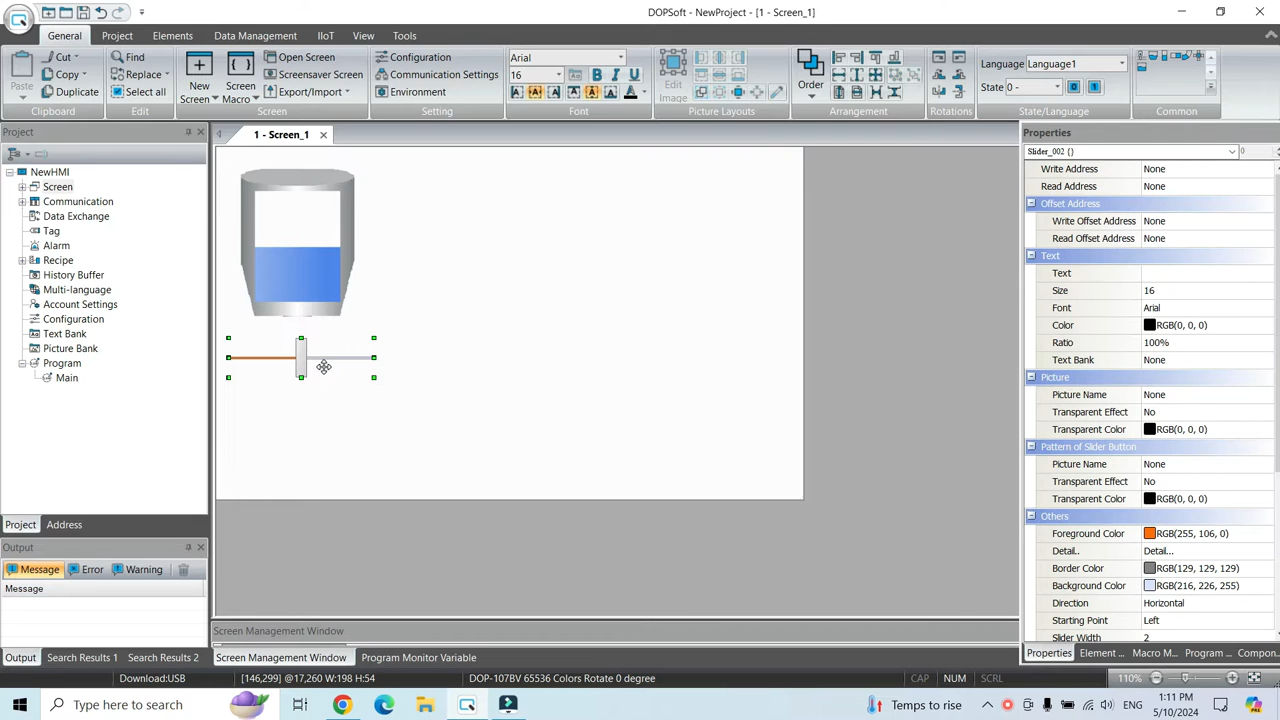 DOPSoft - NewProject - [1 - Screen_1]
General Project Elements Data Management IIoT View Tools
Paste
Cut
Copy
Duplicate
Clipboard
Find
Replace
Select all
Edit
New Screen
Screen Macro
Open Screen
Screensaver Screen
Import/Export
Screen
Configuration
Communication Settings
Environment
Setting
Arial
16
B I U
A
Font
Edit Image
Picture Layouts
Order
Arrangement
Rotations
Language Language1
State 0 -
State/Language
Common
Project
1 - Screen_1
Properties
NewHMI
Screen
Communication
Data Exchange
Tag
Alarm
Recipe
History Buffer
Multi-language
Account Settings
Configuration
Text Bank
Picture Bank
Program
Main
Project Address
Output
Message Error Warning
Message
Output Search Results 1 Search Results 2
Screen Management Window
Screen Management Window Program Monitor Variable
Slider_002 {}
Write Address None
Read Address None
Offset Address
Write Offset Address None
Read Offset Address None
Text
Text
Size 16
Font Arial
Color RGB(0, 0, 0)
Ratio 100%
Text Bank None
Picture
Picture Name None
Transparent Effect No
Transparent Color RGB(0, 0, 0)
Pattern of Slider Button
Picture Name None
Transparent Effect No
Transparent Color RGB(0, 0, 0)
Others
Foreground Color RGB(255, 106, 0)
Detail.. Detail...
Border Color RGB(129, 129, 129)
Background Color RGB(216, 226, 255)
Direction Horizontal
Starting Point Left
Slider Width 2
Properties Element ... Macro M... Program ... Compon...
Download:USB [146,299] @17,260 W:198 H:54 DOP-107BV 65536 Colors Rotate 0 degree CAP NUM SCRL 110%
Type here to search
Temps to rise
ENG
1:11 PM
5/10/2024